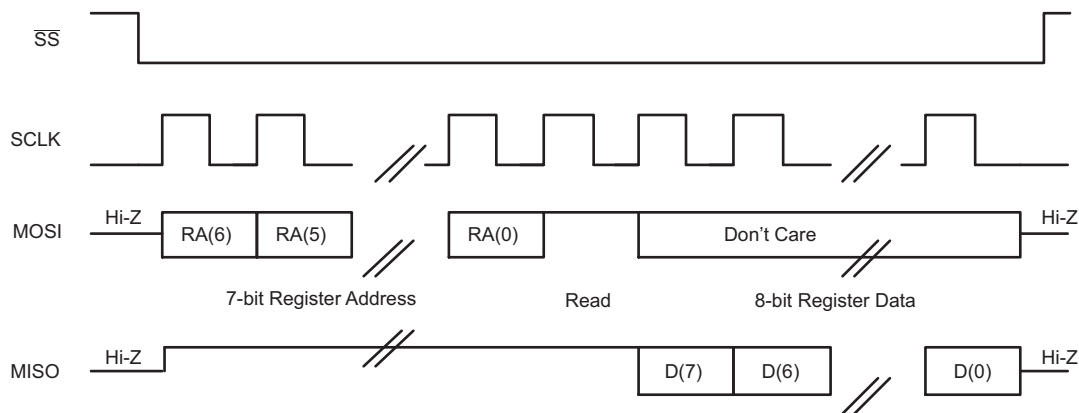 S̅S̅
SCLK
MOSI Hi-Z RA(6) RA(5) RA(0) Don't Care Hi-Z
7-bit Register Address Read 8-bit Register Data
MISO Hi-Z D(7) D(6) D(0) Hi-Z